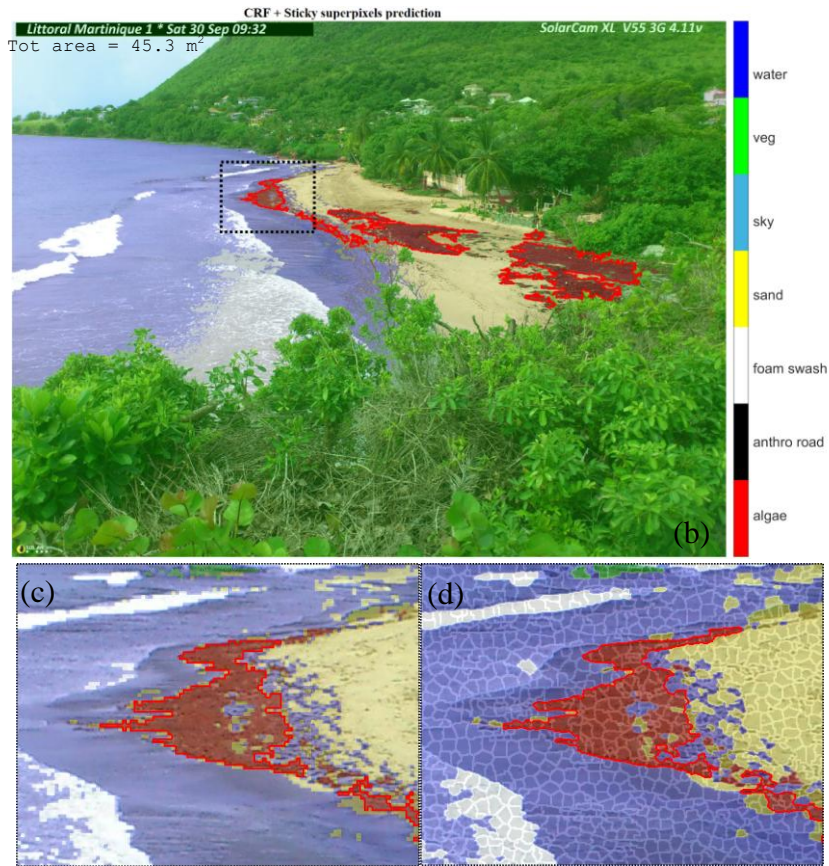 CRF + Sticky superpixels prediction
Littoral Martinique 1 * Sat 30 Sep 09:32
SolarCam XL V55 3G 4.11v
Tot area = 45.3 m²
water
veg
sky
sand
foam swash
anthro road
algae
(b)
(c)
(d)